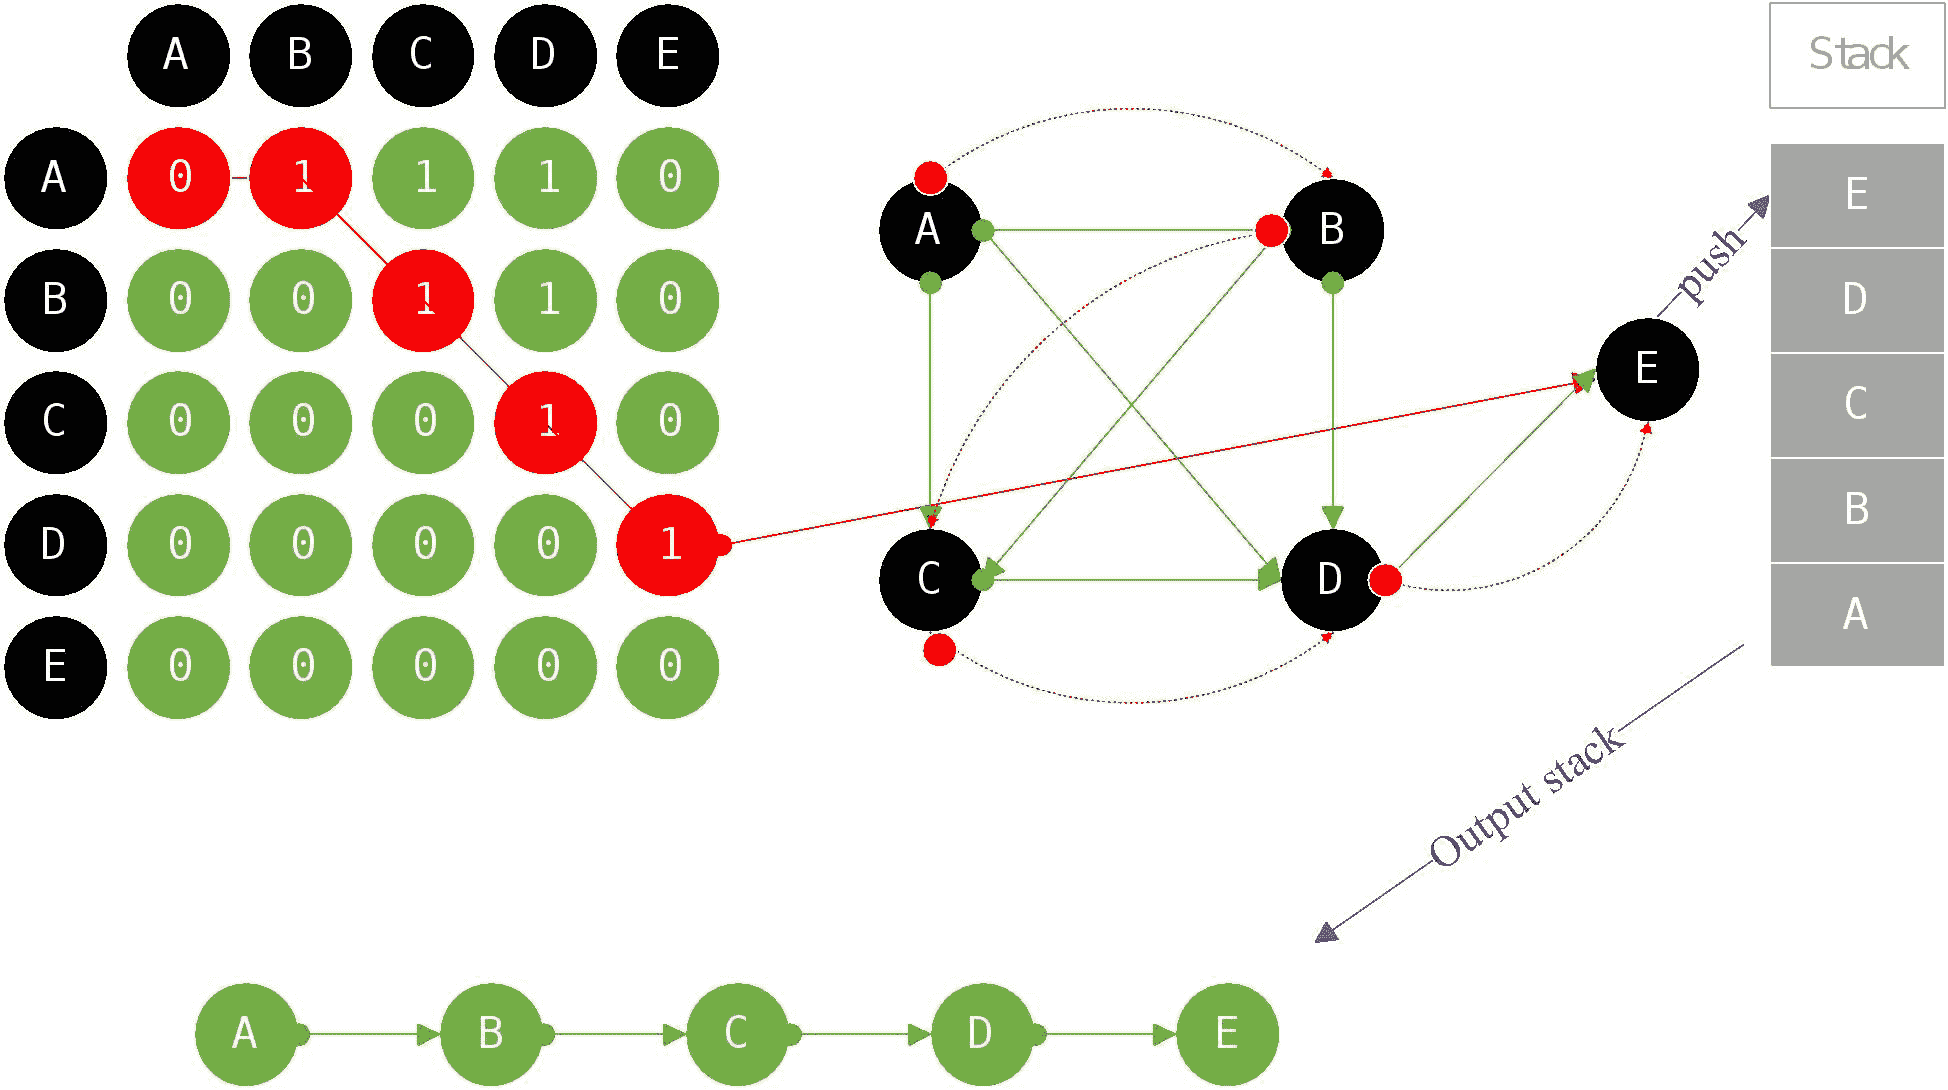 A B C D E
A 0 1 1 1 0
B 0 0 1 1 0
C 0 0 0 1 0
D 0 0 0 0 1
E 0 0 0 0 0
A B
C D
E
push
Stack
E
D
C
B
A
Output stack
A B C D E